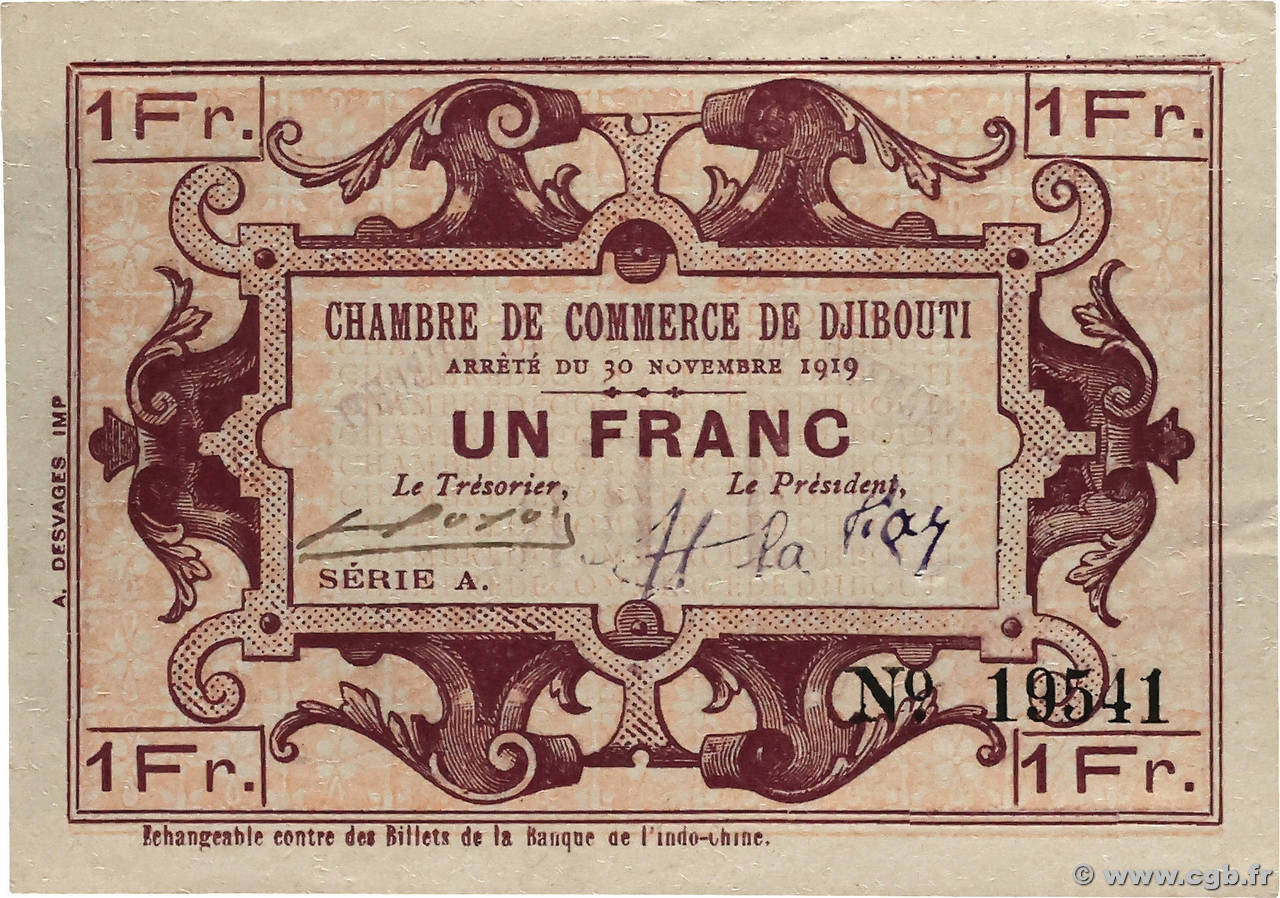 1 Fr. 1 Fr.
CHAMBRE DE COMMERCE DE DJIBOUTI
ARRÊTÉ DU 30 NOVEMBRE 1919
UN FRANC
Le Trésorier, Le Président,
SÉRIE A.
Nº 19541
1 Fr. 1 Fr.
Echangeable contre des Billets de la Banque de l'Indo-Chine.
A. DESVAGES IMP
© www.cgb.fr